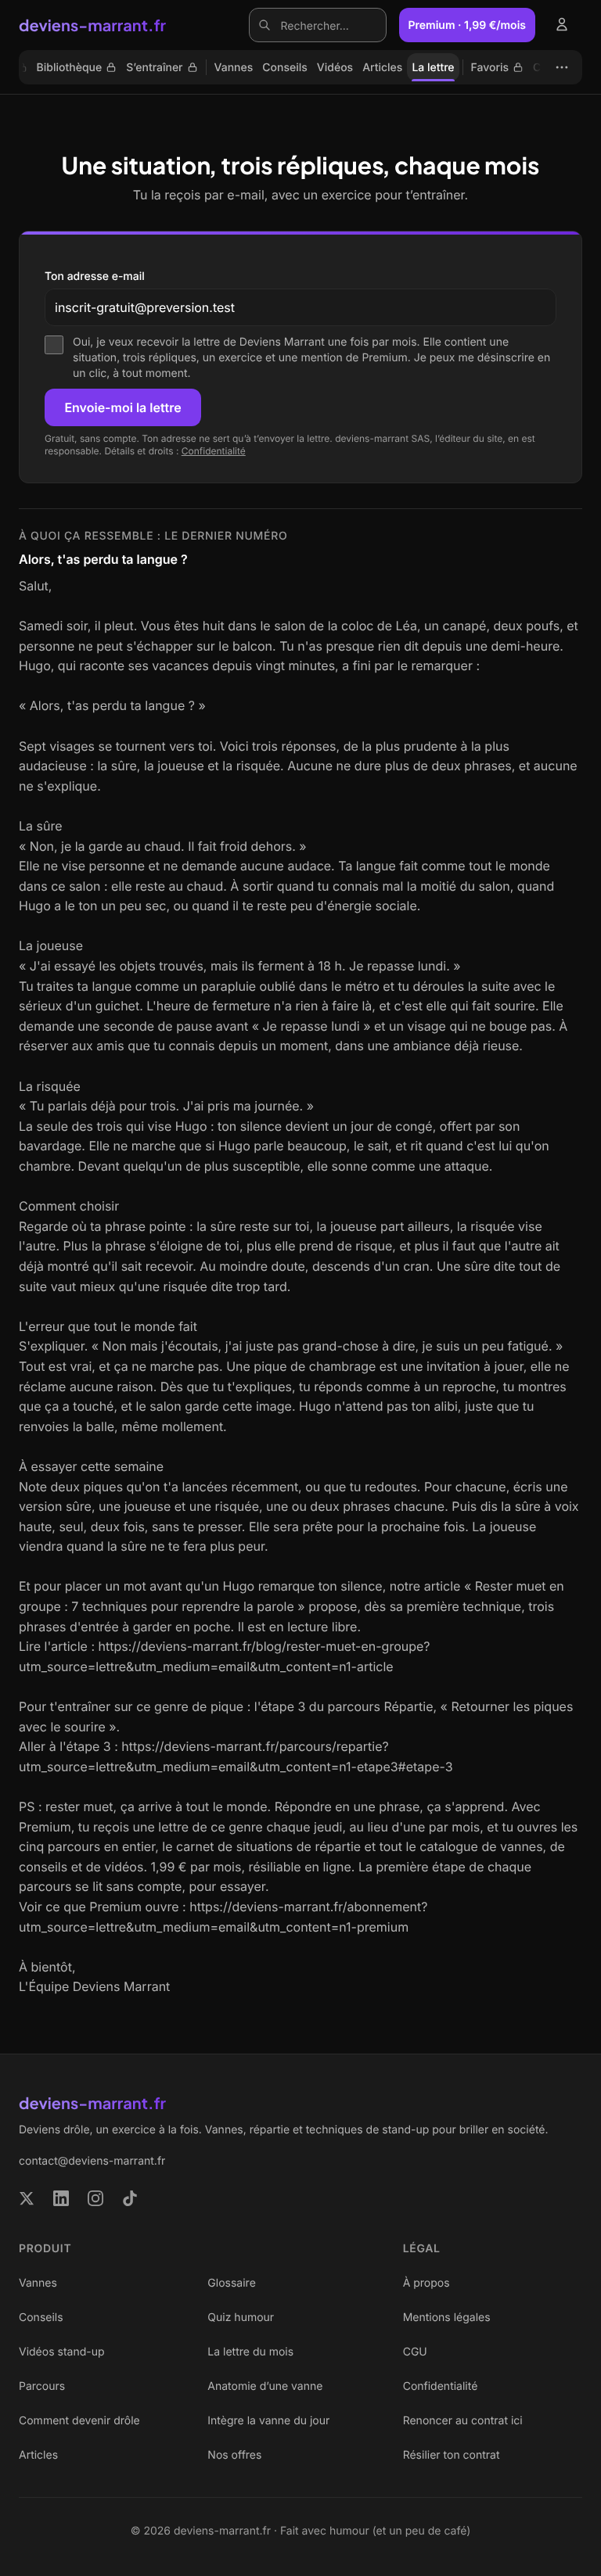 deviens-marrant.fr
Rechercher...
Premium · 1,99 €/mois
Bibliothèque
S’entraîner
Vannes
Conseils
Vidéos
Articles
La lettre
Favoris
Une situation, trois répliques, chaque mois
Tu la reçois par e-mail, avec un exercice pour t’entraîner.
Ton adresse e-mail
inscrit-gratuit@preversion.test
Oui, je veux recevoir la lettre de Deviens Marrant une fois par mois. Elle contient une
situation, trois répliques, un exercice et une mention de Premium. Je peux me désinscrire en
un clic, à tout moment.
Envoie-moi la lettre
Gratuit, sans compte. Ton adresse ne sert qu’à t’envoyer la lettre. deviens-marrant SAS, l’éditeur du site, en est
responsable. Détails et droits : Confidentialité
À QUOI ÇA RESSEMBLE : LE DERNIER NUMÉRO
Alors, t'as perdu ta langue ?
Salut,
Samedi soir, il pleut. Vous êtes huit dans le salon de la coloc de Léa, un canapé, deux poufs, et
personne ne peut s'échapper sur le balcon. Tu n'as presque rien dit depuis une demi-heure.
Hugo, qui raconte ses vacances depuis vingt minutes, a fini par le remarquer :
« Alors, t'as perdu ta langue ? »
Sept visages se tournent vers toi. Voici trois réponses, de la plus prudente à la plus
audacieuse : la sûre, la joueuse et la risquée. Aucune ne dure plus de deux phrases, et aucune
ne s'explique.
La sûre
« Non, je la garde au chaud. Il fait froid dehors. »
Elle ne vise personne et ne demande aucune audace. Ta langue fait comme tout le monde
dans ce salon : elle reste au chaud. À sortir quand tu connais mal la moitié du salon, quand
Hugo a le ton un peu sec, ou quand il te reste peu d'énergie sociale.
La joueuse
« J'ai essayé les objets trouvés, mais ils ferment à 18 h. Je repasse lundi. »
Tu traites ta langue comme un parapluie oublié dans le métro et tu déroules la suite avec le
sérieux d'un guichet. L'heure de fermeture n'a rien à faire là, et c'est elle qui fait sourire. Elle
demande une seconde de pause avant « Je repasse lundi » et un visage qui ne bouge pas. À
réserver aux amis que tu connais depuis un moment, dans une ambiance déjà rieuse.
La risquée
« Tu parlais déjà pour trois. J'ai pris ma journée. »
La seule des trois qui vise Hugo : ton silence devient un jour de congé, offert par son
bavardage. Elle ne marche que si Hugo parle beaucoup, le sait, et rit quand c'est lui qu'on
chambre. Devant quelqu'un de plus susceptible, elle sonne comme une attaque.
Comment choisir
Regarde où ta phrase pointe : la sûre reste sur toi, la joueuse part ailleurs, la risquée vise
l'autre. Plus la phrase s'éloigne de toi, plus elle prend de risque, et plus il faut que l'autre ait
déjà montré qu'il sait recevoir. Au moindre doute, descends d'un cran. Une sûre dite tout de
suite vaut mieux qu'une risquée dite trop tard.
L'erreur que tout le monde fait
S'expliquer. « Non mais j'écoutais, j'ai juste pas grand-chose à dire, je suis un peu fatigué. »
Tout est vrai, et ça ne marche pas. Une pique de chambrage est une invitation à jouer, elle ne
réclame aucune raison. Dès que tu t'expliques, tu réponds comme à un reproche, tu montres
que ça a touché, et le salon garde cette image. Hugo n'attend pas ton alibi, juste que tu
renvoies la balle, même mollement.
À essayer cette semaine
Note deux piques qu'on t'a lancées récemment, ou que tu redoutes. Pour chacune, écris une
version sûre, une joueuse et une risquée, une ou deux phrases chacune. Puis dis la sûre à voix
haute, seul, deux fois, sans te presser. Elle sera prête pour la prochaine fois. La joueuse
viendra quand la sûre ne te fera plus peur.
Et pour placer un mot avant qu'un Hugo remarque ton silence, notre article « Rester muet en
groupe : 7 techniques pour reprendre la parole » propose, dès sa première technique, trois
phrases d'entrée à garder en poche. Il est en lecture libre.
Lire l'article : https://deviens-marrant.fr/blog/rester-muet-en-groupe?
utm_source=lettre&utm_medium=email&utm_content=n1-article
Pour t'entraîner sur ce genre de pique : l'étape 3 du parcours Répartie, « Retourner les piques
avec le sourire ».
Aller à l'étape 3 : https://deviens-marrant.fr/parcours/repartie?
utm_source=lettre&utm_medium=email&utm_content=n1-etape3#etape-3
PS : rester muet, ça arrive à tout le monde. Répondre en une phrase, ça s'apprend. Avec
Premium, tu reçois une lettre de ce genre chaque jeudi, au lieu d'une par mois, et tu ouvres les
cinq parcours en entier, le carnet de situations de répartie et tout le catalogue de vannes, de
conseils et de vidéos. 1,99 € par mois, résiliable en ligne. La première étape de chaque
parcours se lit sans compte, pour essayer.
Voir ce que Premium ouvre : https://deviens-marrant.fr/abonnement?
utm_source=lettre&utm_medium=email&utm_content=n1-premium
À bientôt,
L'Équipe Deviens Marrant
deviens-marrant.fr
Deviens drôle, un exercice à la fois. Vannes, répartie et techniques de stand-up pour briller en société.
contact@deviens-marrant.fr
PRODUIT
LÉGAL
Vannes
Glossaire
À propos
Conseils
Quiz humour
Mentions légales
Vidéos stand-up
La lettre du mois
CGU
Parcours
Anatomie d’une vanne
Confidentialité
Comment devenir drôle
Intègre la vanne du jour
Renoncer au contrat ici
Articles
Nos offres
Résilier ton contrat
© 2026 deviens-marrant.fr · Fait avec humour (et un peu de café)